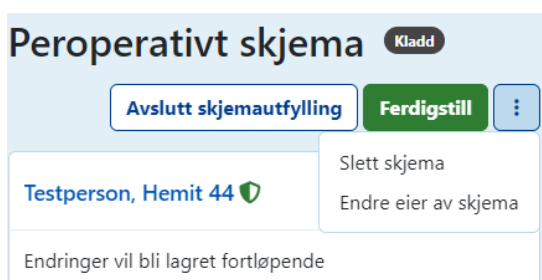 Peroperativt skjema Kladd
Avslutt skjemautfylling Ferdigstill
Slett skjema
Testperson, Hemit 44
Endre eier av skjema
Endringer vil bli lagret fortløpende